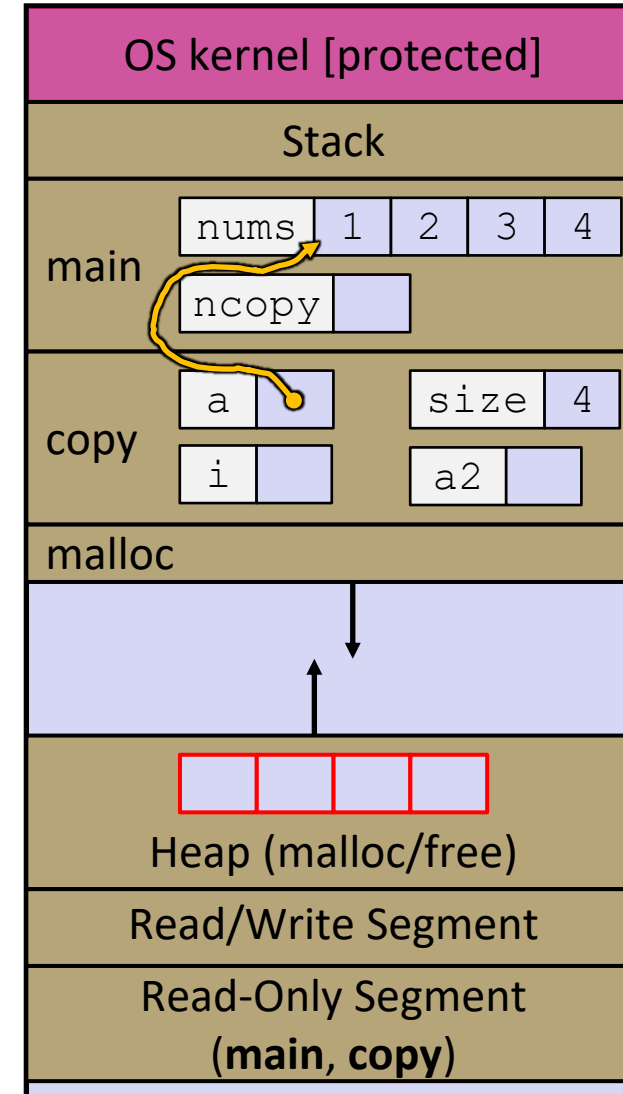 OS kernel [protected]
Stack
main
nums 1 2 3 4
ncopy
copy
a size 4
i a2
malloc
Heap (malloc/free)
Read/Write Segment
Read-Only Segment
(main, copy)